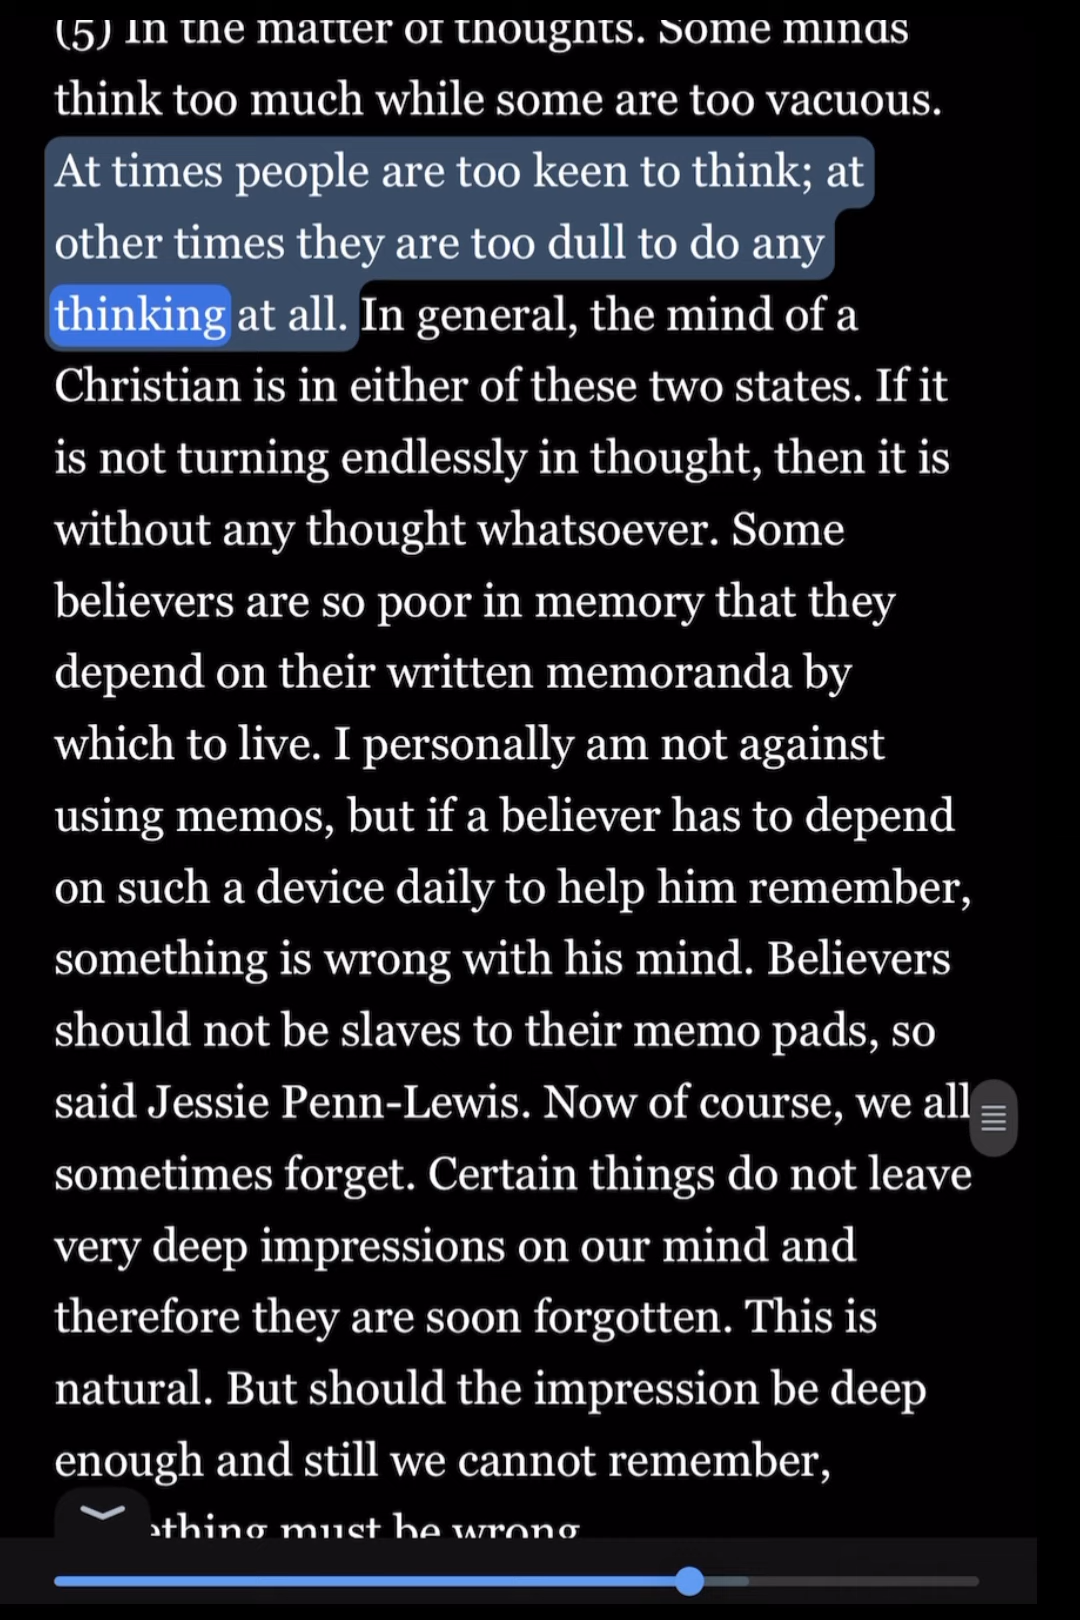 (5) In the matter of thoughts. Some minds
think too much while some are too vacuous.
At times people are too keen to think; at
other times they are too dull to do any
thinking at all. In general, the mind of a
Christian is in either of these two states. If it
is not turning endlessly in thought, then it is
without any thought whatsoever. Some
believers are so poor in memory that they
depend on their written memoranda by
which to live. I personally am not against
using memos, but if a believer has to depend
on such a device daily to help him remember,
something is wrong with his mind. Believers
should not be slaves to their memo pads, so
said Jessie Penn-Lewis. Now of course, we all
sometimes forget. Certain things do not leave
very deep impressions on our mind and
therefore they are soon forgotten. This is
natural. But should the impression be deep
enough and still we cannot remember,
ething must be wrong